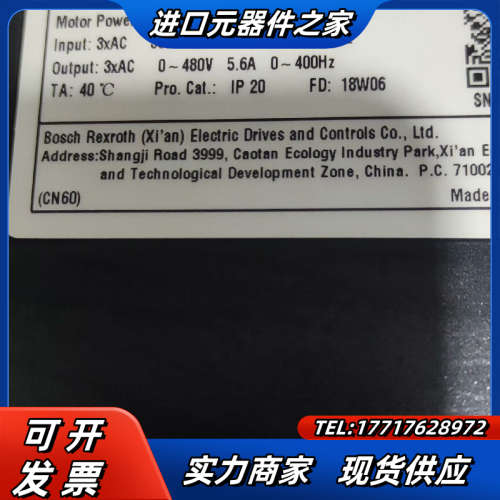 进口元器件之家
Motor Power
Input: 3xAC
Output: 3xAC 0~480V 5.6A 0~400Hz
TA: 40℃ Pro. Cat.: IP 20 FD: 18W06
SN
Bosch Rexroth (Xi'an) Electric Drives and Controls Co., Ltd.
Address:Shangji Road 3999, Caotan Ecology Industry Park,Xi'an E
and Technological Development Zone, China. P.C. 71002
(CN60) Made
TEL:17717628972
可开
发票
实力商家 现货供应